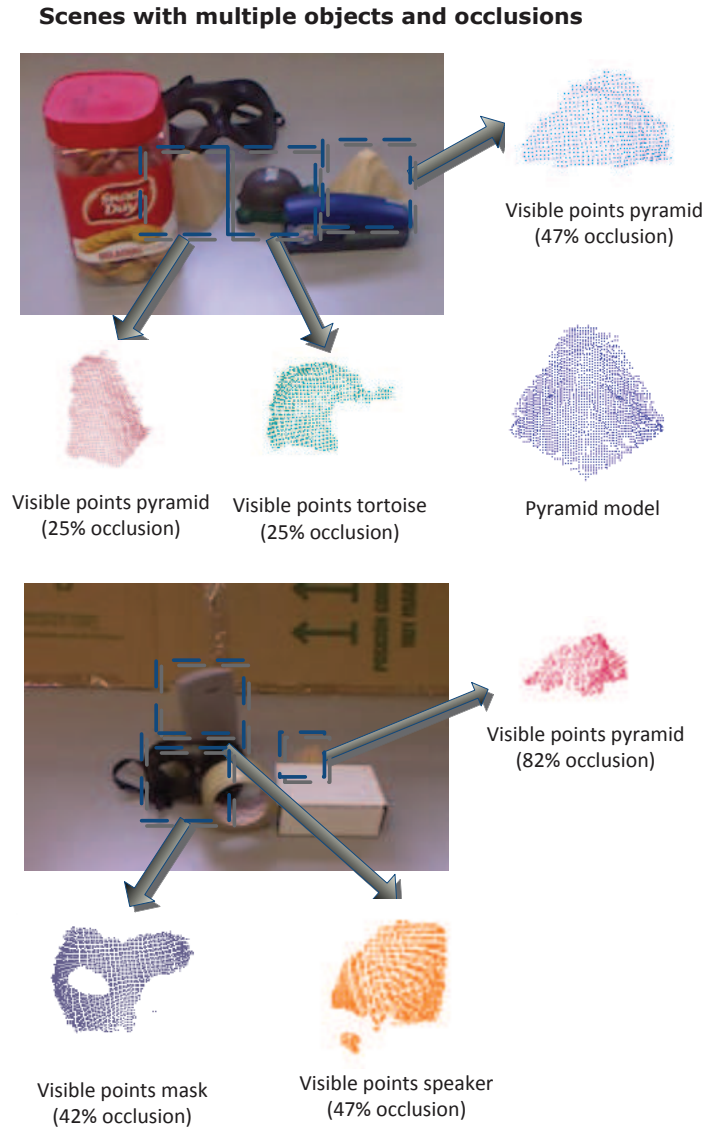 Scenes with multiple objects and occlusions
Visible points pyramid
(47% occlusion)
Visible points pyramid
(25% occlusion)
Visible points tortoise
(25% occlusion)
Pyramid model
Visible points pyramid
(82% occlusion)
Visible points mask
(42% occlusion)
Visible points speaker
(47% occlusion)